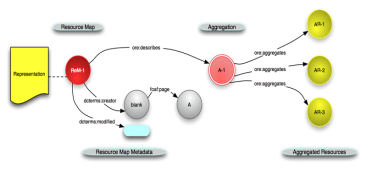 Resource Map
Aggregation
AR-1
ore:describes
ore:aggregates
Representation
ReM-1
A-1
ore:aggregates
AR-2
foaf:page
dcterms:creator
blank
A
ore:aggregates
AR-3
dcterms:modified
Resource Map Metadata
Aggregated Resources